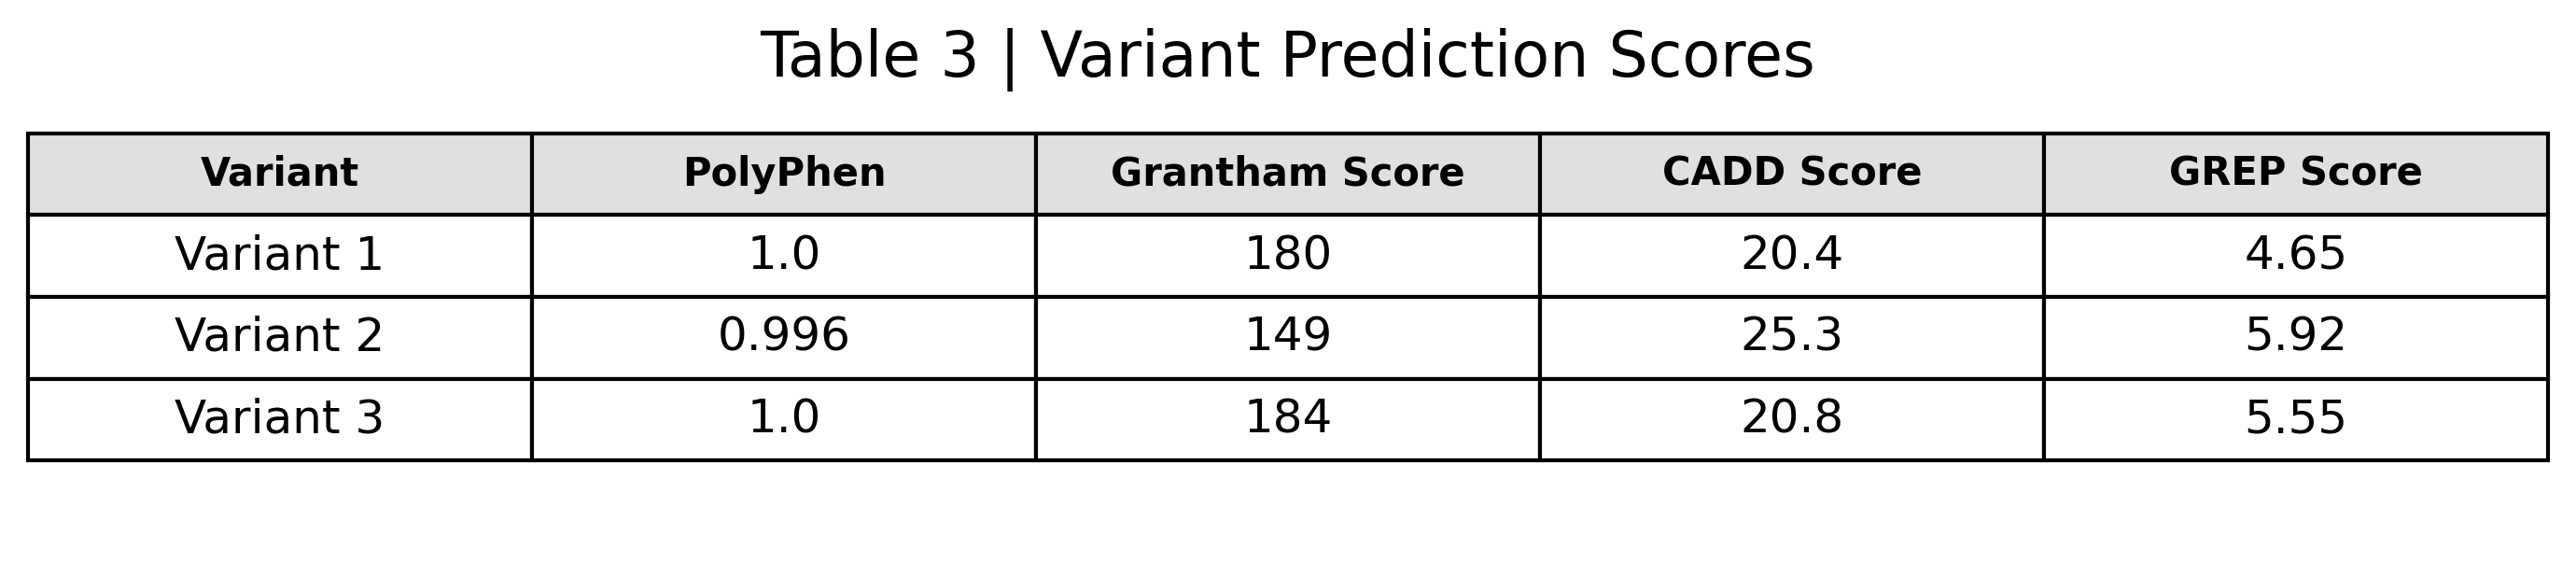 Table 3 | Variant Prediction Scores
Variant PolyPhen Grantham Score CADD Score GREP Score
Variant 1 1.0 180 20.4 4.65
Variant 2 0.996 149 25.3 5.92
Variant 3 1.0 184 20.8 5.55